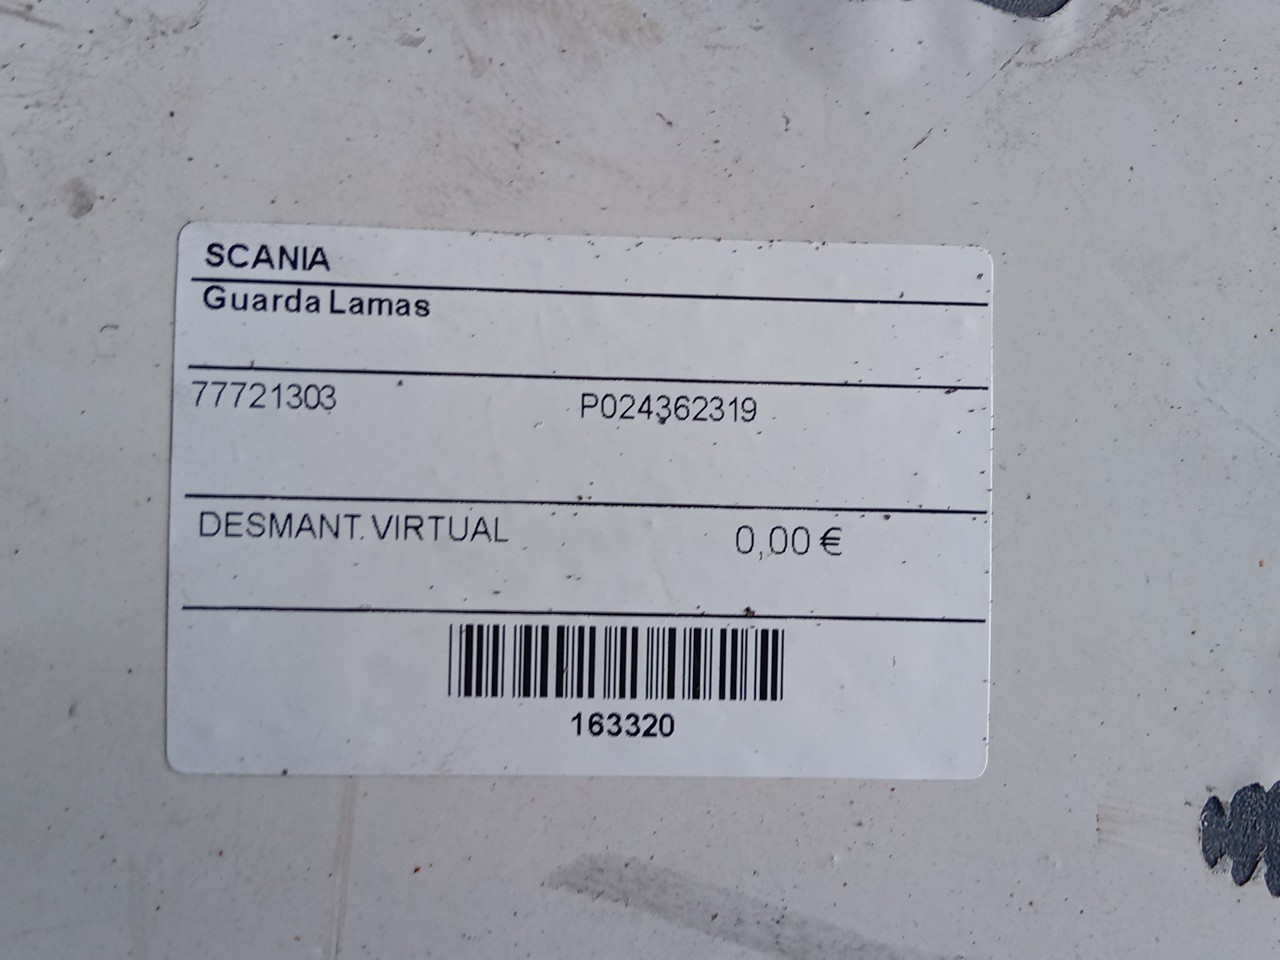 SCANIA
Guarda Lamas
77721303 P024362319
DESMANT. VIRTUAL 0,00 €
163320